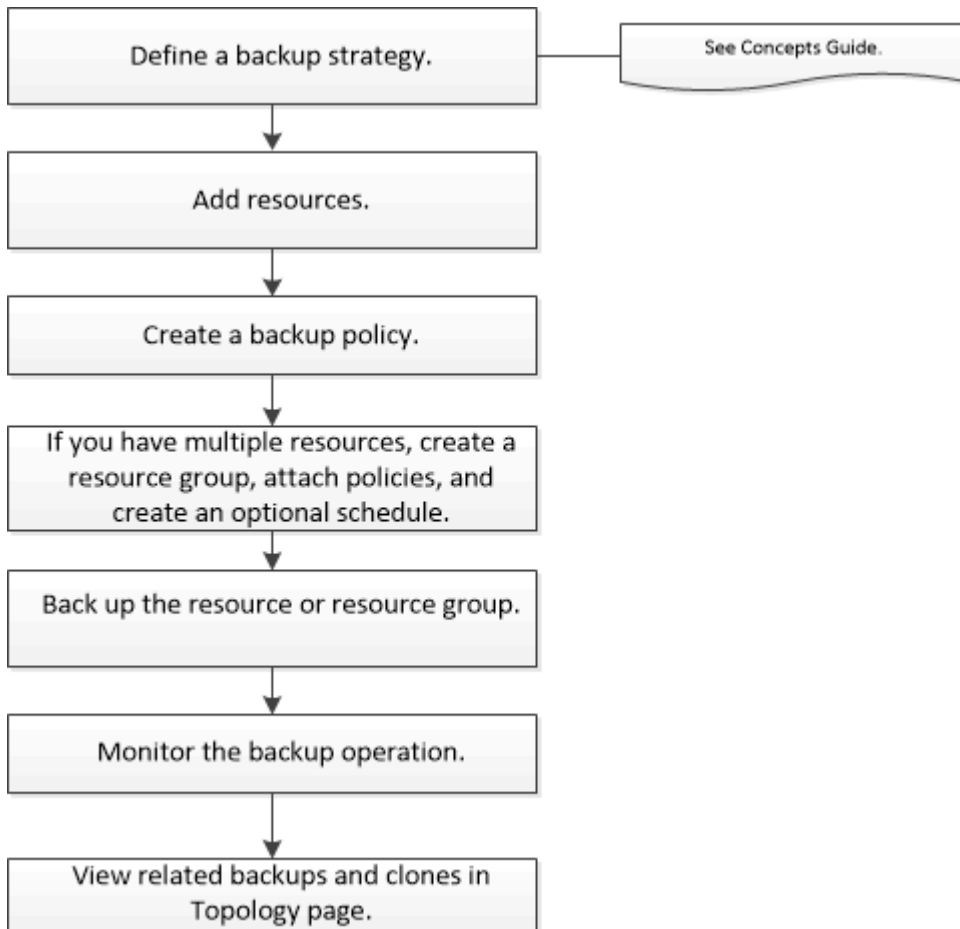 Define a backup strategy.
See Concepts Guide.
Add resources.
Create a backup policy.
If you have multiple resources, create a
resource group, attach policies, and
create an optional schedule.
Back up the resource or resource group.
Monitor the backup operation.
View related backups and clones in
Topology page.